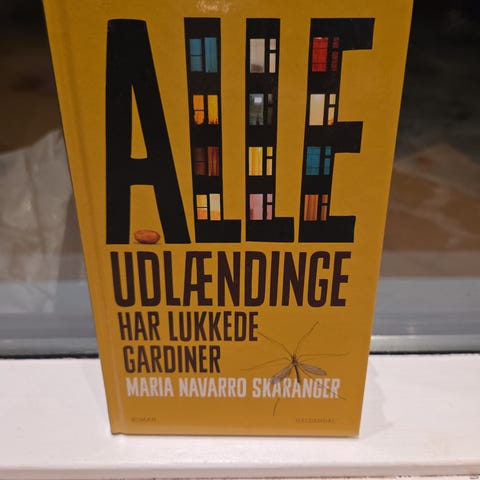 ALLE
UDLÆNDINGE
HAR LUKKEDE
GARDINER
MARIA NAVARRO SKARANGER
ROMAN GYLDENDAL